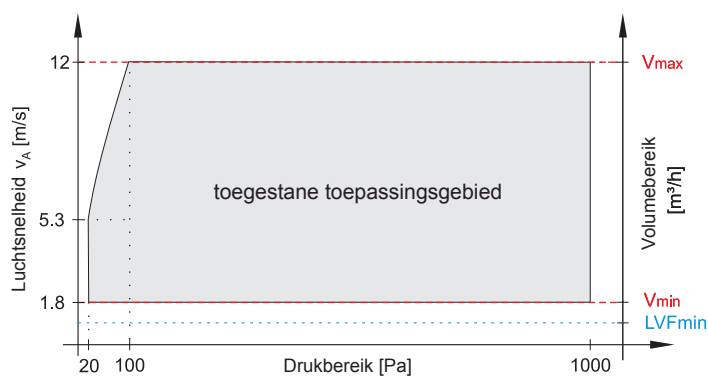 12
Vmax
Luchtsnelheid vA [m/s]
toegestane toepassingsgebied
Volumebereik
[m³/h]
5.3
1.8
Vmin
LVFmin
20
100
Drukbereik [Pa]
1000